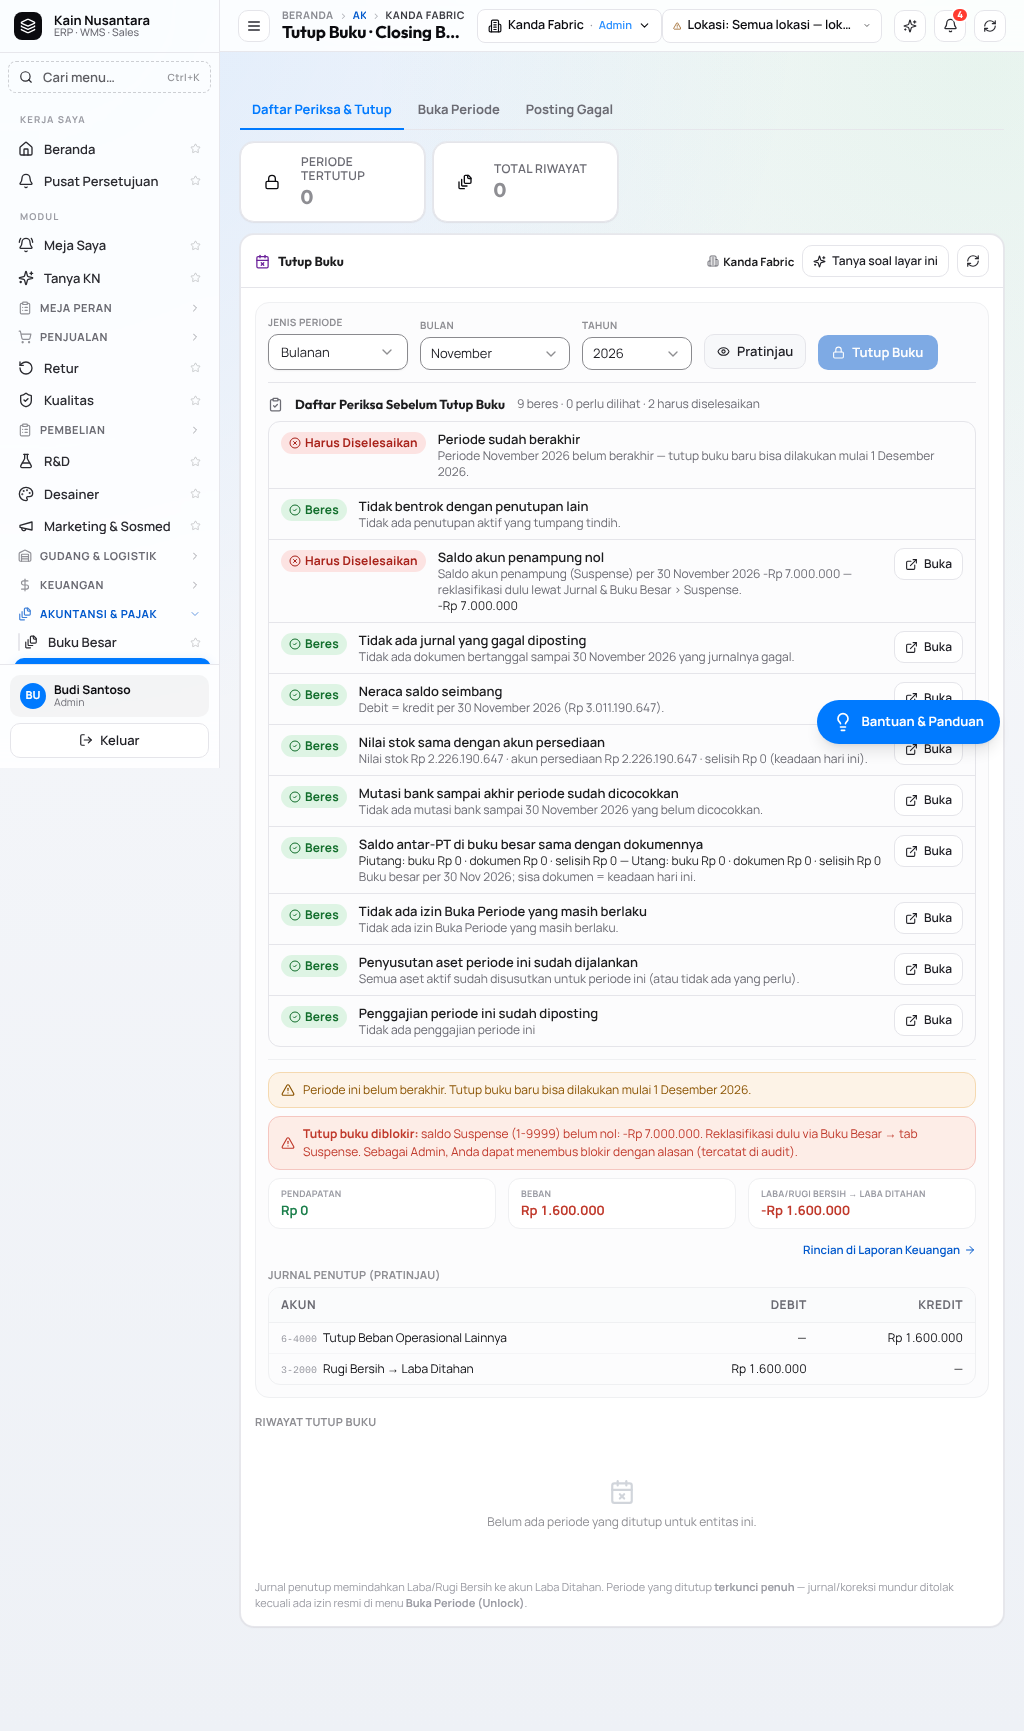 Kain Nusantara
ERP · WMS · Sales
Cari menu...
Ctrl+K
KERJA SAYA
Beranda
Pusat Persetujuan
MODUL
Meja Saya
Tanya KN
MEJA PERAN
PENJUALAN
Retur
Kualitas
PEMBELIAN
R&D
Desainer
Marketing & Sosmed
GUDANG & LOGISTIK
KEUANGAN
AKUNTANSI & PAJAK
Buku Besar
BU
Budi Santoso
Admin
Keluar
BERANDA > AK > KANDA FABRIC
Tutup Buku · Closing B...
Kanda Fabric · Admin
Lokasi: Semua lokasi — lok...
4
Daftar Periksa & Tutup
Buka Periode
Posting Gagal
PERIODE TERTUTUP
0
TOTAL RIWAYAT
0
Tutup Buku
Kanda Fabric
Tanya soal layar ini
JENIS PERIODE
Bulanan
BULAN
November
TAHUN
2026
Pratinjau
Tutup Buku
Daftar Periksa Sebelum Tutup Buku
9 beres · 0 perlu dilihat · 2 harus diselesaikan
Harus Diselesaikan
Periode sudah berakhir
Periode November 2026 belum berakhir — tutup buku baru bisa dilakukan mulai 1 Desember
2026.
Beres
Tidak bentrok dengan penutupan lain
Tidak ada penutupan aktif yang tumpang tindih.
Harus Diselesaikan
Saldo akun penampung nol
Saldo akun penampung (Suspense) per 30 November 2026 -Rp 7.000.000 —
reklasifikasi dulu lewat Jurnal & Buku Besar > Suspense.
-Rp 7.000.000
Buka
Beres
Tidak ada jurnal yang gagal diposting
Tidak ada dokumen bertanggal sampai 30 November 2026 yang jurnalnya gagal.
Buka
Beres
Neraca saldo seimbang
Debit = kredit per 30 November 2026 (Rp 3.011.190.647).
Buka
Bantuan & Panduan
Beres
Nilai stok sama dengan akun persediaan
Nilai stok Rp 2.226.190.647 · akun persediaan Rp 2.226.190.647 · selisih Rp 0 (keadaan hari ini).
Buka
Beres
Mutasi bank sampai akhir periode sudah dicocokkan
Tidak ada mutasi bank sampai 30 November 2026 yang belum dicocokkan.
Buka
Beres
Saldo antar-PT di buku besar sama dengan dokumennya
Piutang: buku Rp 0 · dokumen Rp 0 · selisih Rp 0 — Utang: buku Rp 0 · dokumen Rp 0 · selisih Rp 0
Buku besar per 30 Nov 2026; sisa dokumen = keadaan hari ini.
Buka
Beres
Tidak ada izin Buka Periode yang masih berlaku
Tidak ada izin Buka Periode yang masih berlaku.
Buka
Beres
Penyusutan aset periode ini sudah dijalankan
Semua aset aktif sudah disusutkan untuk periode ini (atau tidak ada yang perlu).
Buka
Beres
Penggajian periode ini sudah diposting
Tidak ada penggajian periode ini
Buka
Periode ini belum berakhir. Tutup buku baru bisa dilakukan mulai 1 Desember 2026.
Tutup buku diblokir: saldo Suspense (1-9999) belum nol: -Rp 7.000.000. Reklasifikasi dulu via Buku Besar → tab
Suspense. Sebagai Admin, Anda dapat menembus blokir dengan alasan (tercatat di audit).
PENDAPATAN
Rp 0
BEBAN
Rp 1.600.000
LABA/RUGI BERSIH → LABA DITAHAN
-Rp 1.600.000
Rincian di Laporan Keuangan →
JURNAL PENUTUP (PRATINJAU)
AKUN DEBIT KREDIT
6-4000 Tutup Beban Operasional Lainnya — Rp 1.600.000
3-2000 Rugi Bersih → Laba Ditahan Rp 1.600.000 —
RIWAYAT TUTUP BUKU
Belum ada periode yang ditutup untuk entitas ini.
Jurnal penutup memindahkan Laba/Rugi Bersih ke akun Laba Ditahan. Periode yang ditutup terkunci penuh — jurnal/koreksi mundur ditolak
kecuali ada izin resmi di menu Buka Periode (Unlock).